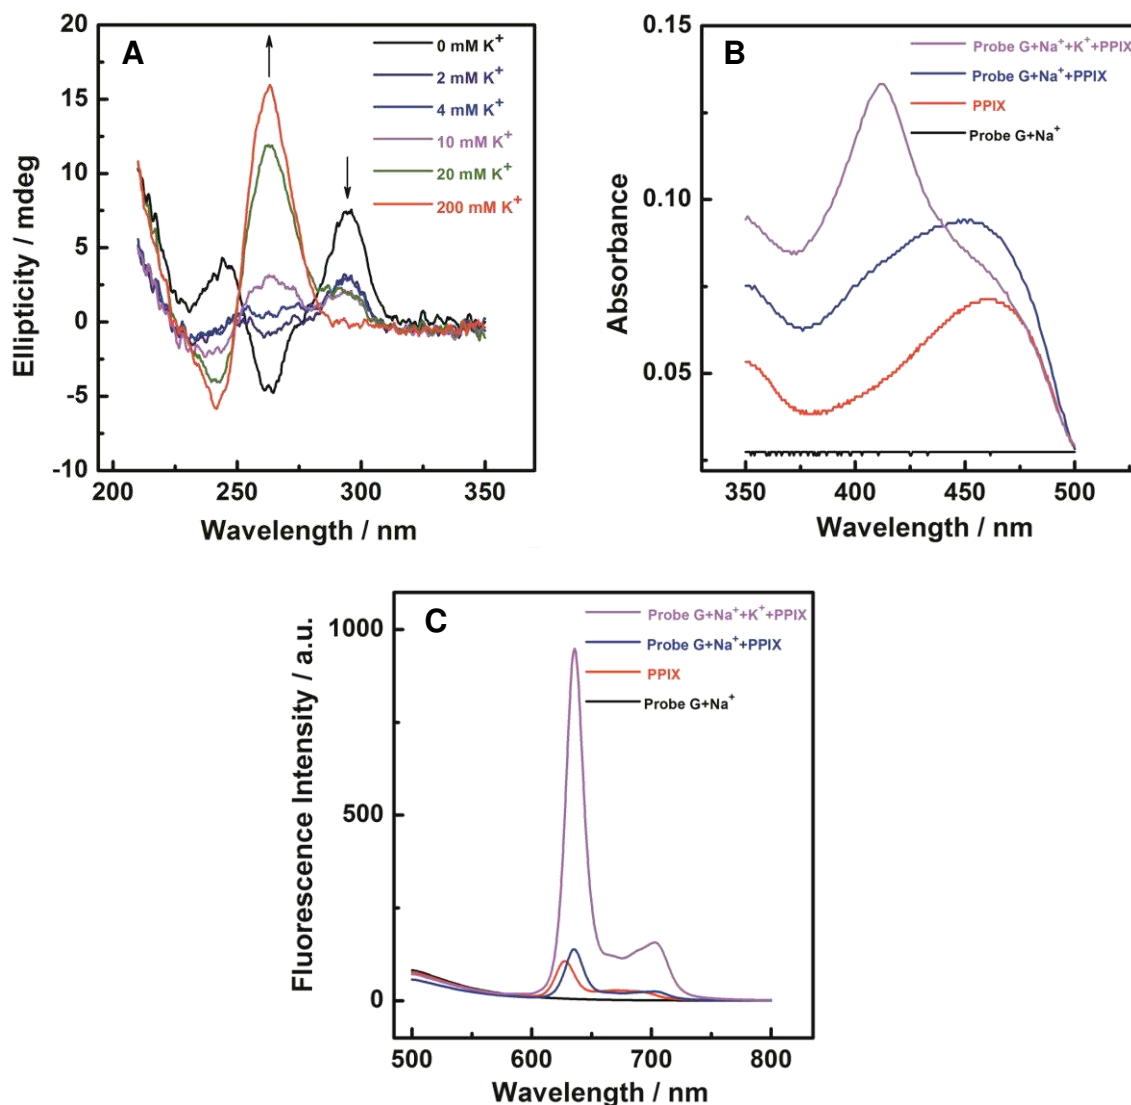 A
20
15
10
5
0
-5
-10
200 250 300 350
Ellipticity / mdeg
Wavelength / nm
0 mM K⁺
2 mM K⁺
4 mM K⁺
10 mM K⁺
20 mM K⁺
200 mM K⁺
B
0.15
0.10
0.05
350 400 450 500
Absorbance
Wavelength / nm
Probe G+Na⁺+K⁺+PPIX
Probe G+Na⁺+PPIX
PPIX
Probe G+Na⁺
C
1000
500
0
500 600 700 800
Fluorescence Intensity / a.u.
Wavelength / nm
Probe G+Na⁺+K⁺+PPIX
Probe G+Na⁺+PPIX
PPIX
Probe G+Na⁺